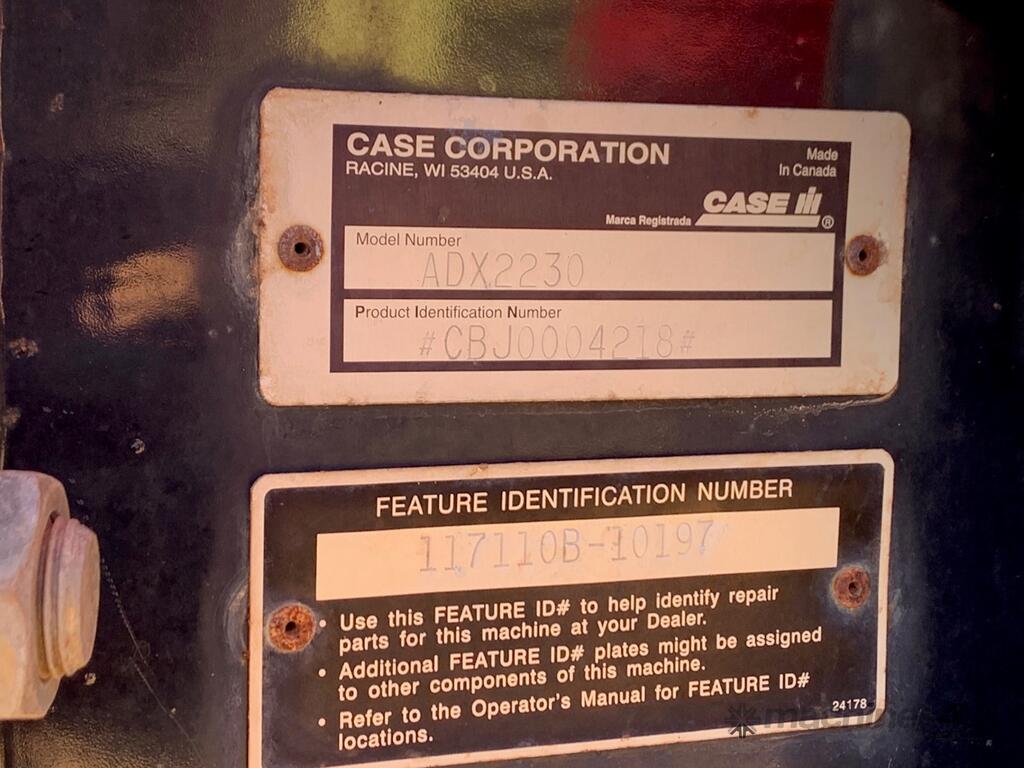 CASE CORPORATION
RACINE, WI 53404 U.S.A.
Made
In Canada
CASE IH
Marca Registrada ®
Model Number
ADX2230
Product Identification Number
#CBJ0004218#
FEATURE IDENTIFICATION NUMBER
117110B-10197
• Use this FEATURE ID# to help identify repair
parts for this machine at your Dealer.
• Additional FEATURE ID# plates might be assigned
to other components of this machine.
• Refer to the Operator's Manual for FEATURE ID#
locations.
24178